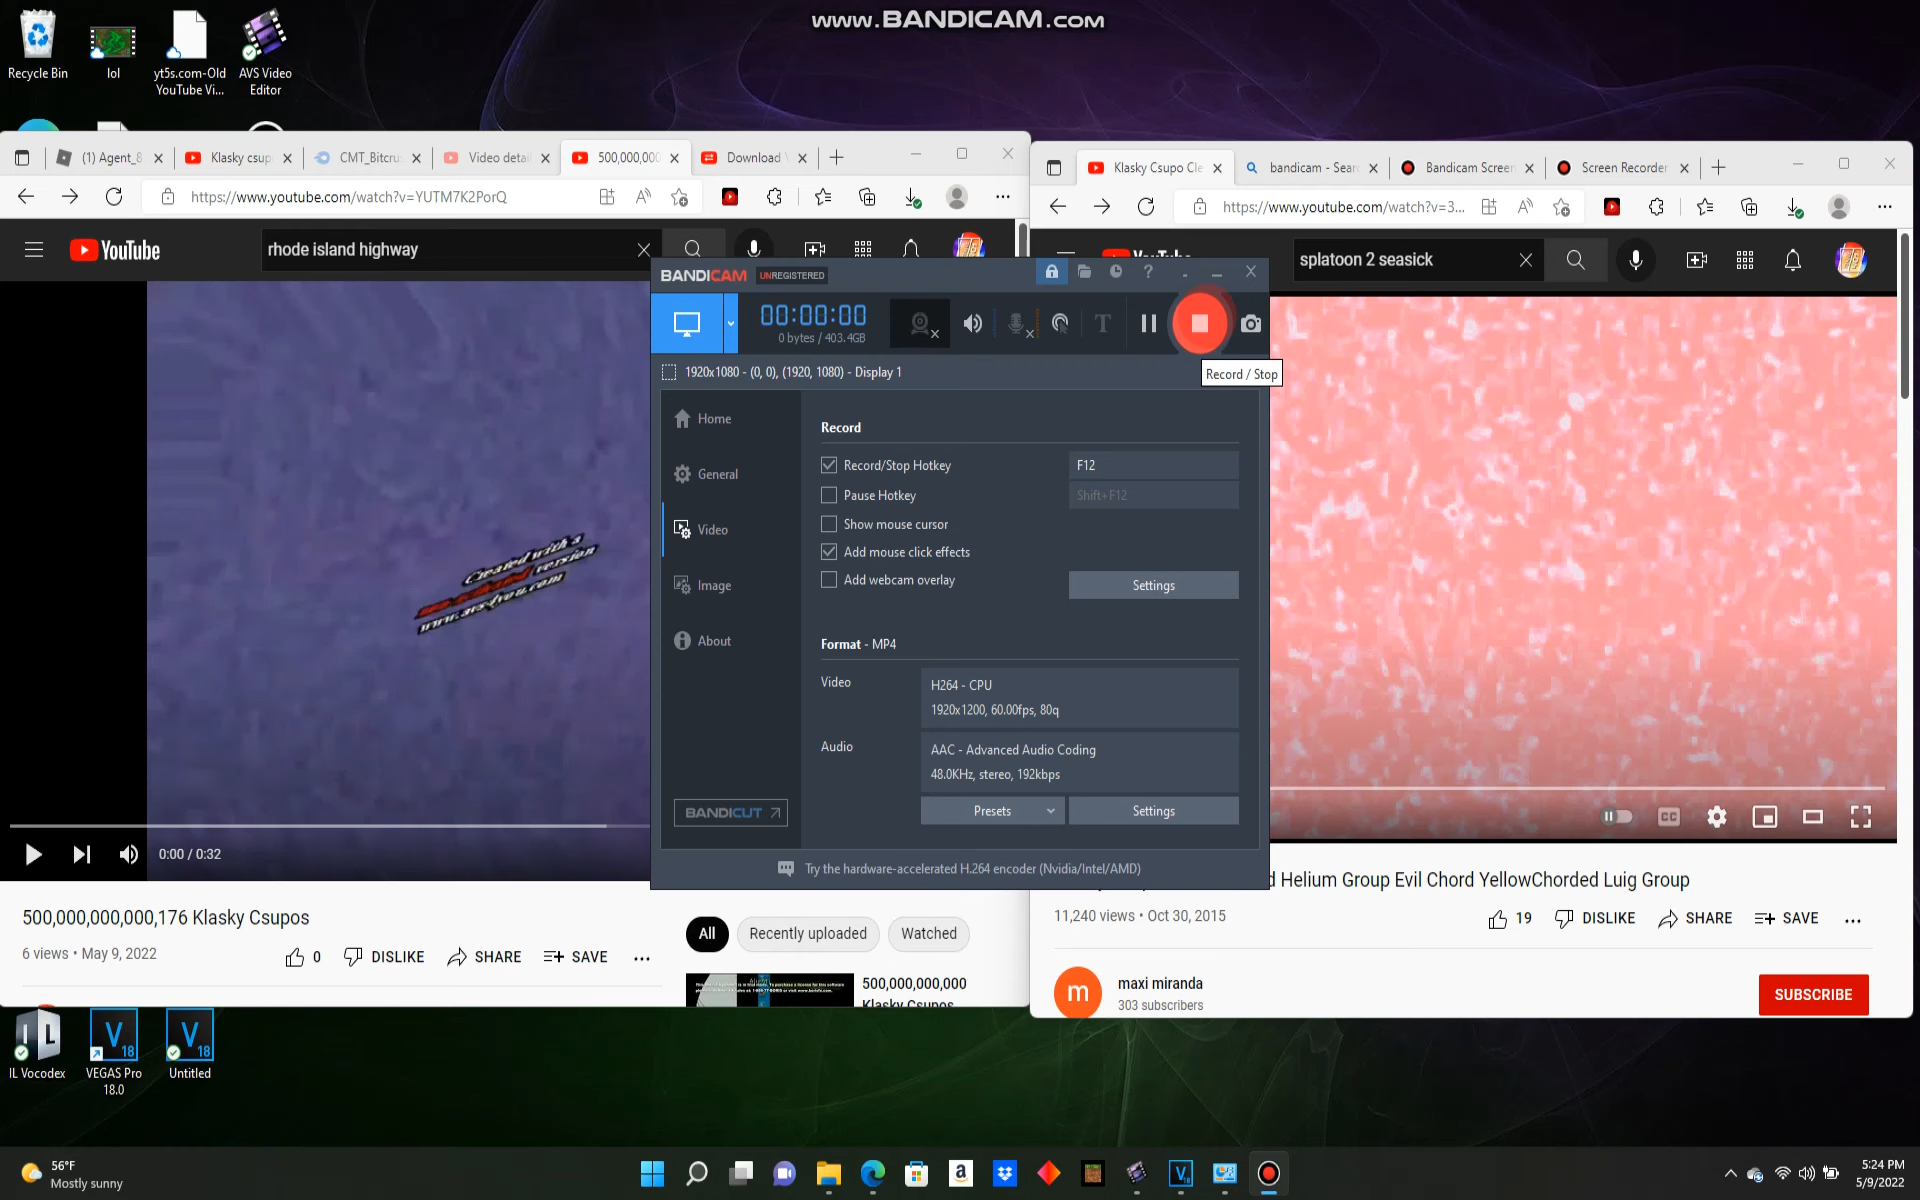 www.BANDICAM.com
Recycle Bin
lol
yt5s.com-Old
YouTube Vi...
AVS Video
Editor
(1) Agent_8
Klasky csup
CMT_Bitcru
Video detai
500,000,000
Download
https://www.youtube.com/watch?v=YUTM7K2PorQ
YouTube
rhode island highway
Created with a
version
www.avs4you.com
0:00 / 0:32
500,000,000,000,176 Klasky Csupos
6 views • May 9, 2022
0
DISLIKE
SHARE
SAVE
All
Recently uploaded
Watched
500,000,000,000
Klasky Csupos
Klasky Csupo Cle
bandicam - Sear
Bandicam Screen
Screen Recorder
https://www.youtube.com/watch?v=3...
YouTube
splatoon 2 seasick
CC
d Helium Group Evil Chord YellowChorded Luig Group
11,240 views • Oct 30, 2015
19
DISLIKE
SHARE
SAVE
m
maxi miranda
303 subscribers
SUBSCRIBE
BANDICAM
UNREGISTERED
00:00:00
0 bytes / 403.4GB
T
Record / Stop
1920x1080 - (0, 0), (1920, 1080) - Display 1
Home
General
Video
Image
About
BANDICUT
Record
Record/Stop Hotkey
F12
Pause Hotkey
Shift+F12
Show mouse cursor
Add mouse click effects
Add webcam overlay
Settings
Format - MP4
Video
H264 - CPU
1920x1200, 60.00fps, 80q
Audio
AAC - Advanced Audio Coding
48.0KHz, stereo, 192kbps
Presets
Settings
Try the hardware-accelerated H.264 encoder (Nvidia/Intel/AMD)
IL Vocodex
VEGAS Pro
18.0
Untitled
56°F
Mostly sunny
5:24 PM
5/9/2022